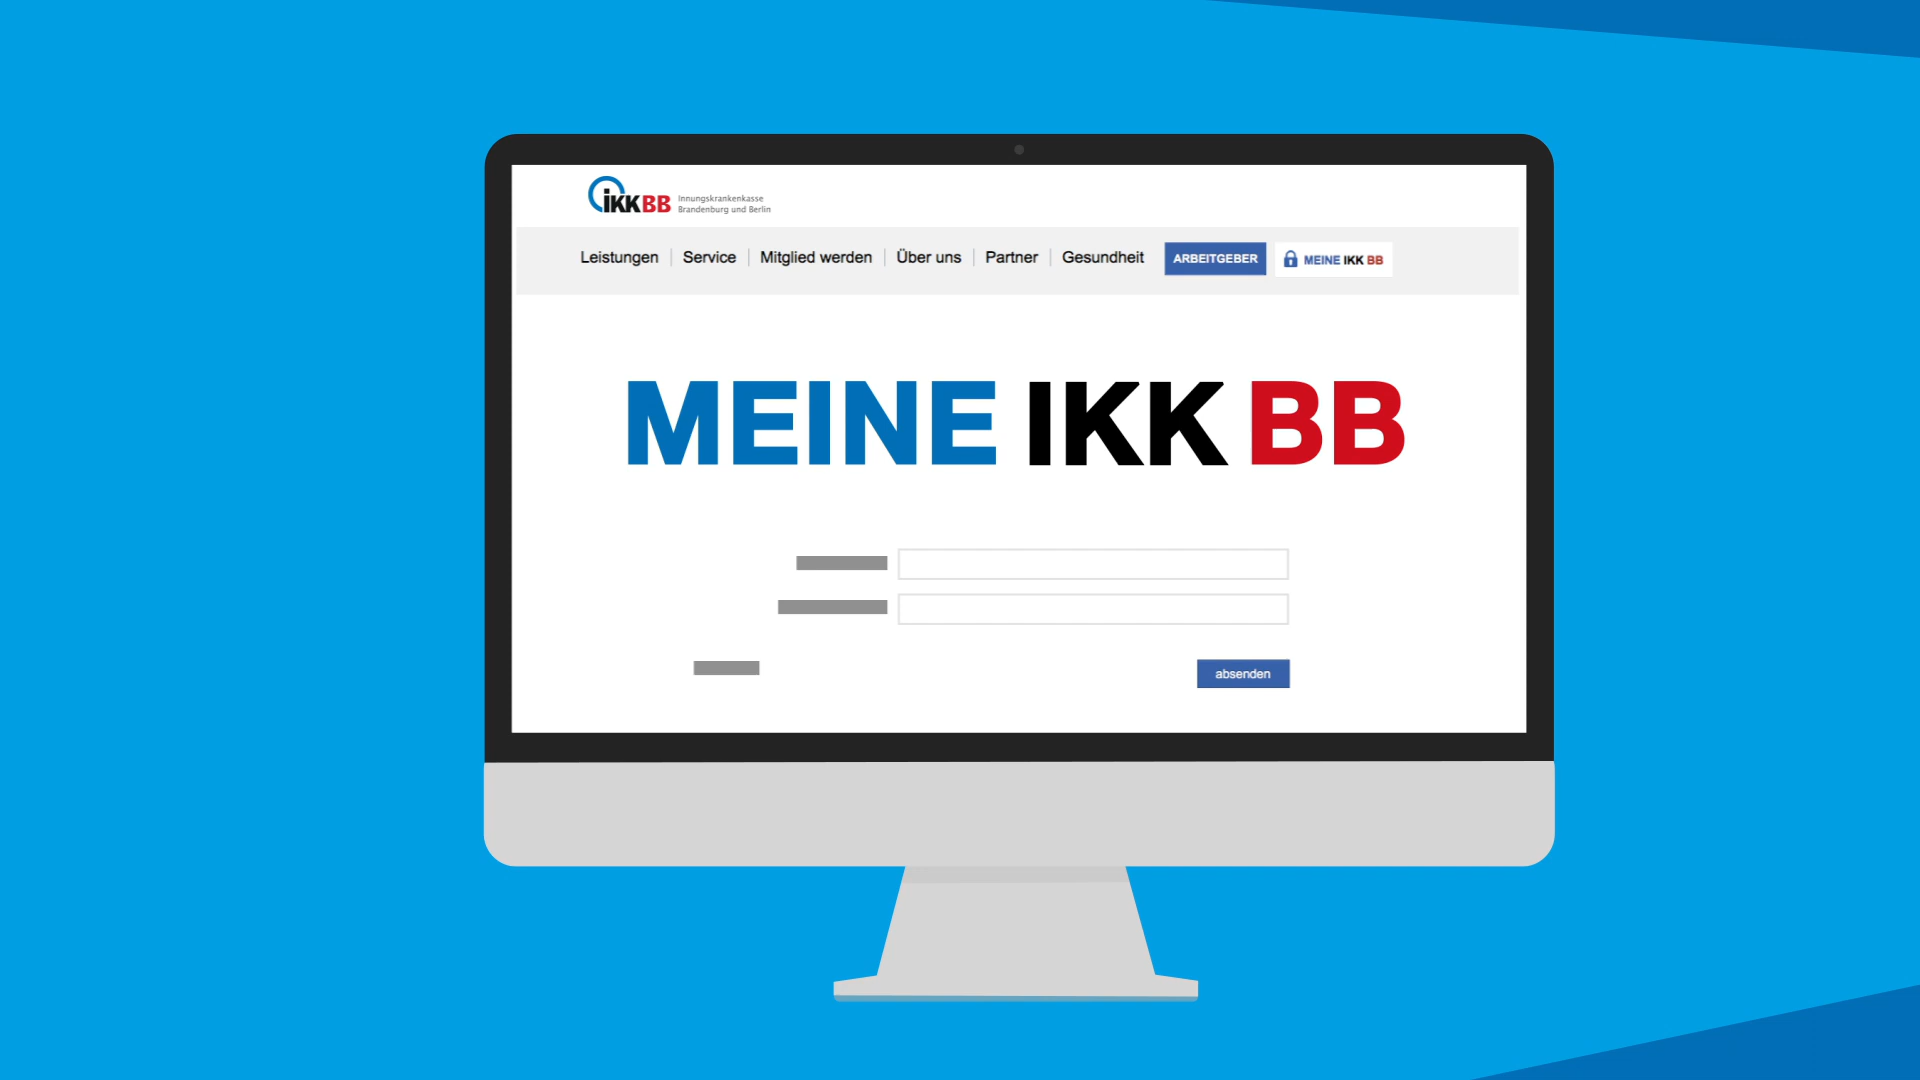 iKKBB Innungskrankenkasse
Brandenburg und Berlin
Leistungen Service Mitglied werden Über uns Partner Gesundheit ARBEITGEBER MEINE IKK BB
MEINE IKK BB
absenden